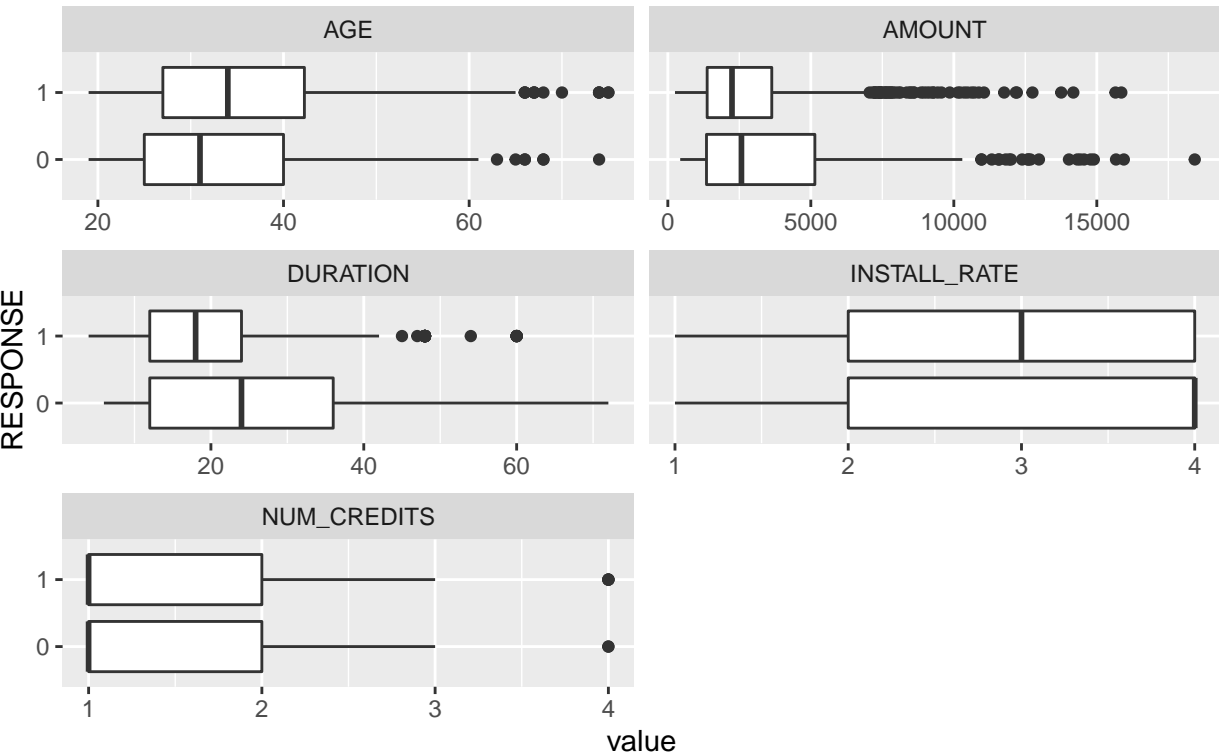 AGE
AMOUNT
1
0
20 40 60
0 5000 10000 15000
DURATION
INSTALL_RATE
1
0
20 40 60
1 2 3 4
NUM_CREDITS
1
0
1 2 3 4
RESPONSE
value